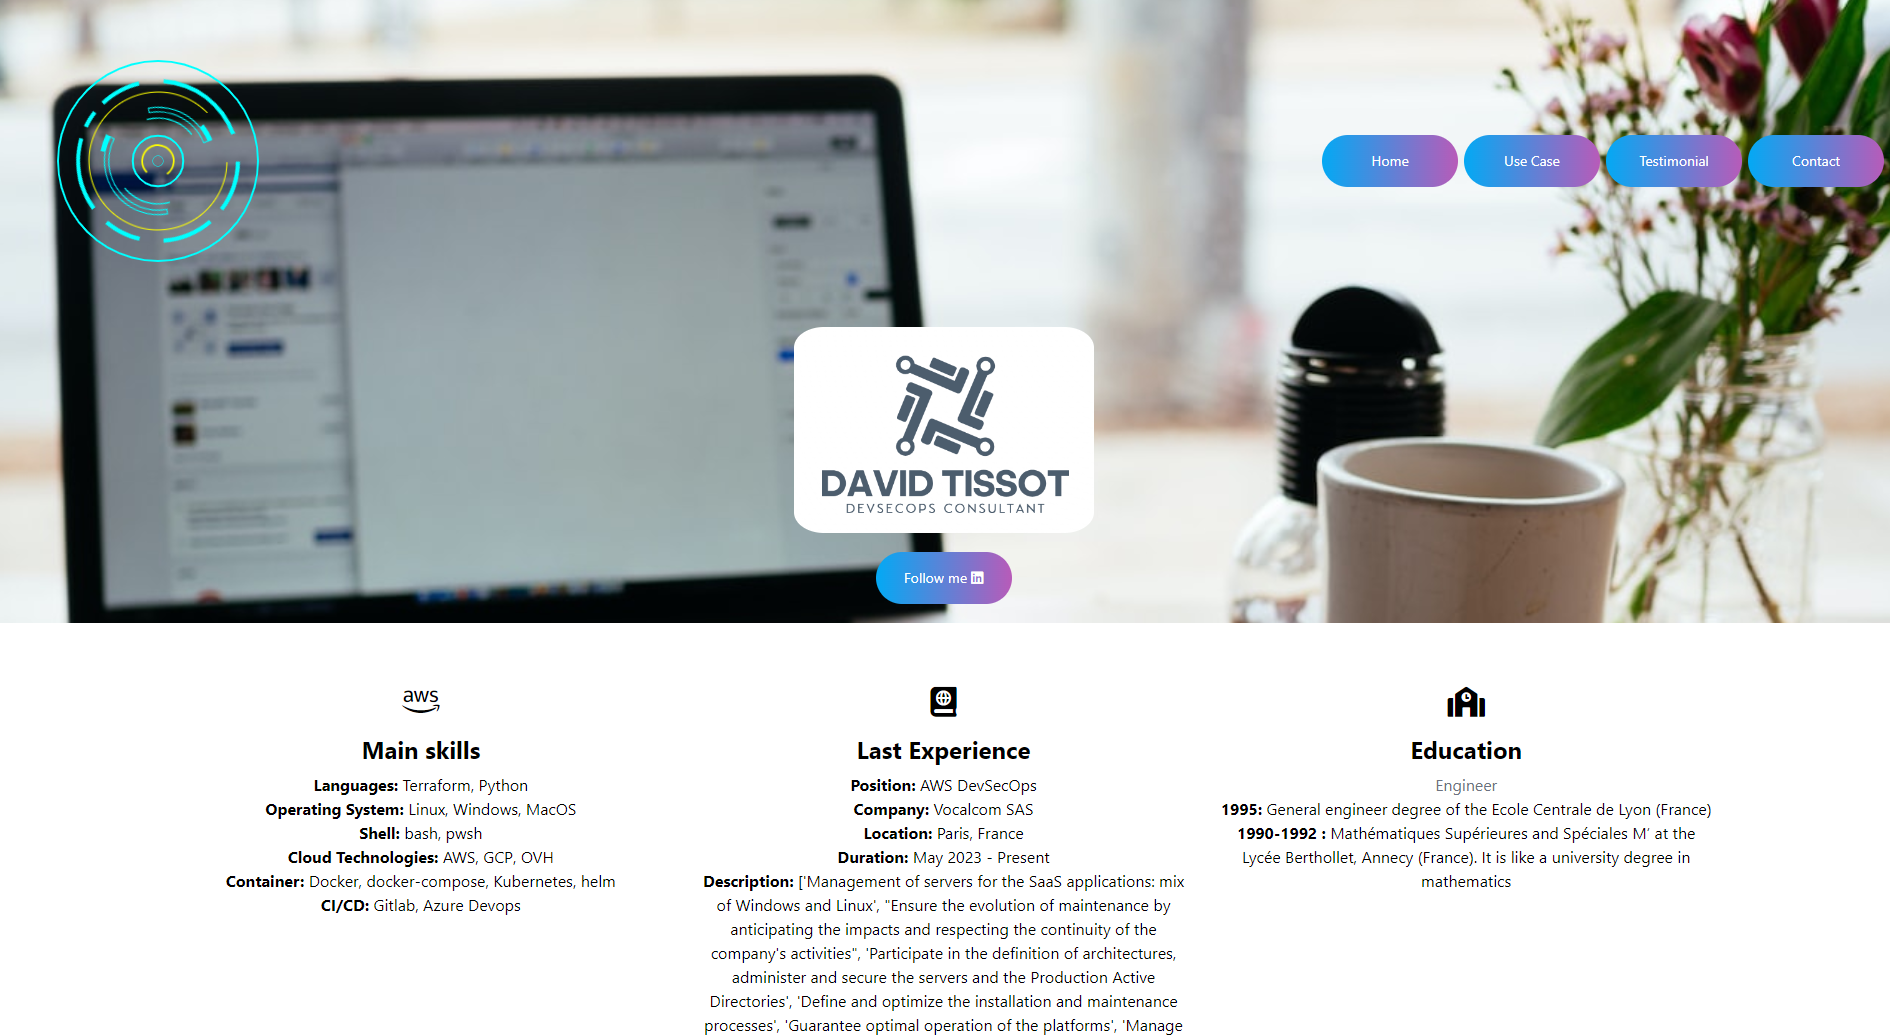 Home
Use Case
Testimonial
Contact
DAVID TISSOT
DEVSECOPS CONSULTANT
Follow me in
aws
Main skills
Languages: Terraform, Python
Operating System: Linux, Windows, MacOS
Shell: bash, pwsh
Cloud Technologies: AWS, GCP, OVH
Container: Docker, docker-compose, Kubernetes, helm
CI/CD: Gitlab, Azure Devops
Last Experience
Position: AWS DevSecOps
Company: Vocalcom SAS
Location: Paris, France
Duration: May 2023 - Present
Description: ['Management of servers for the SaaS applications: mix
of Windows and Linux', "Ensure the evolution of maintenance by
anticipating the impacts and respecting the continuity of the
company's activities", 'Participate in the definition of architectures,
administer and secure the servers and the Production Active
Directories', 'Define and optimize the installation and maintenance
processes', 'Guarantee optimal operation of the platforms', 'Manage
Education
Engineer
1995: General engineer degree of the Ecole Centrale de Lyon (France)
1990-1992 : Mathématiques Supérieures and Spéciales M’ at the
Lycée Berthollet, Annecy (France). It is like a university degree in
mathematics